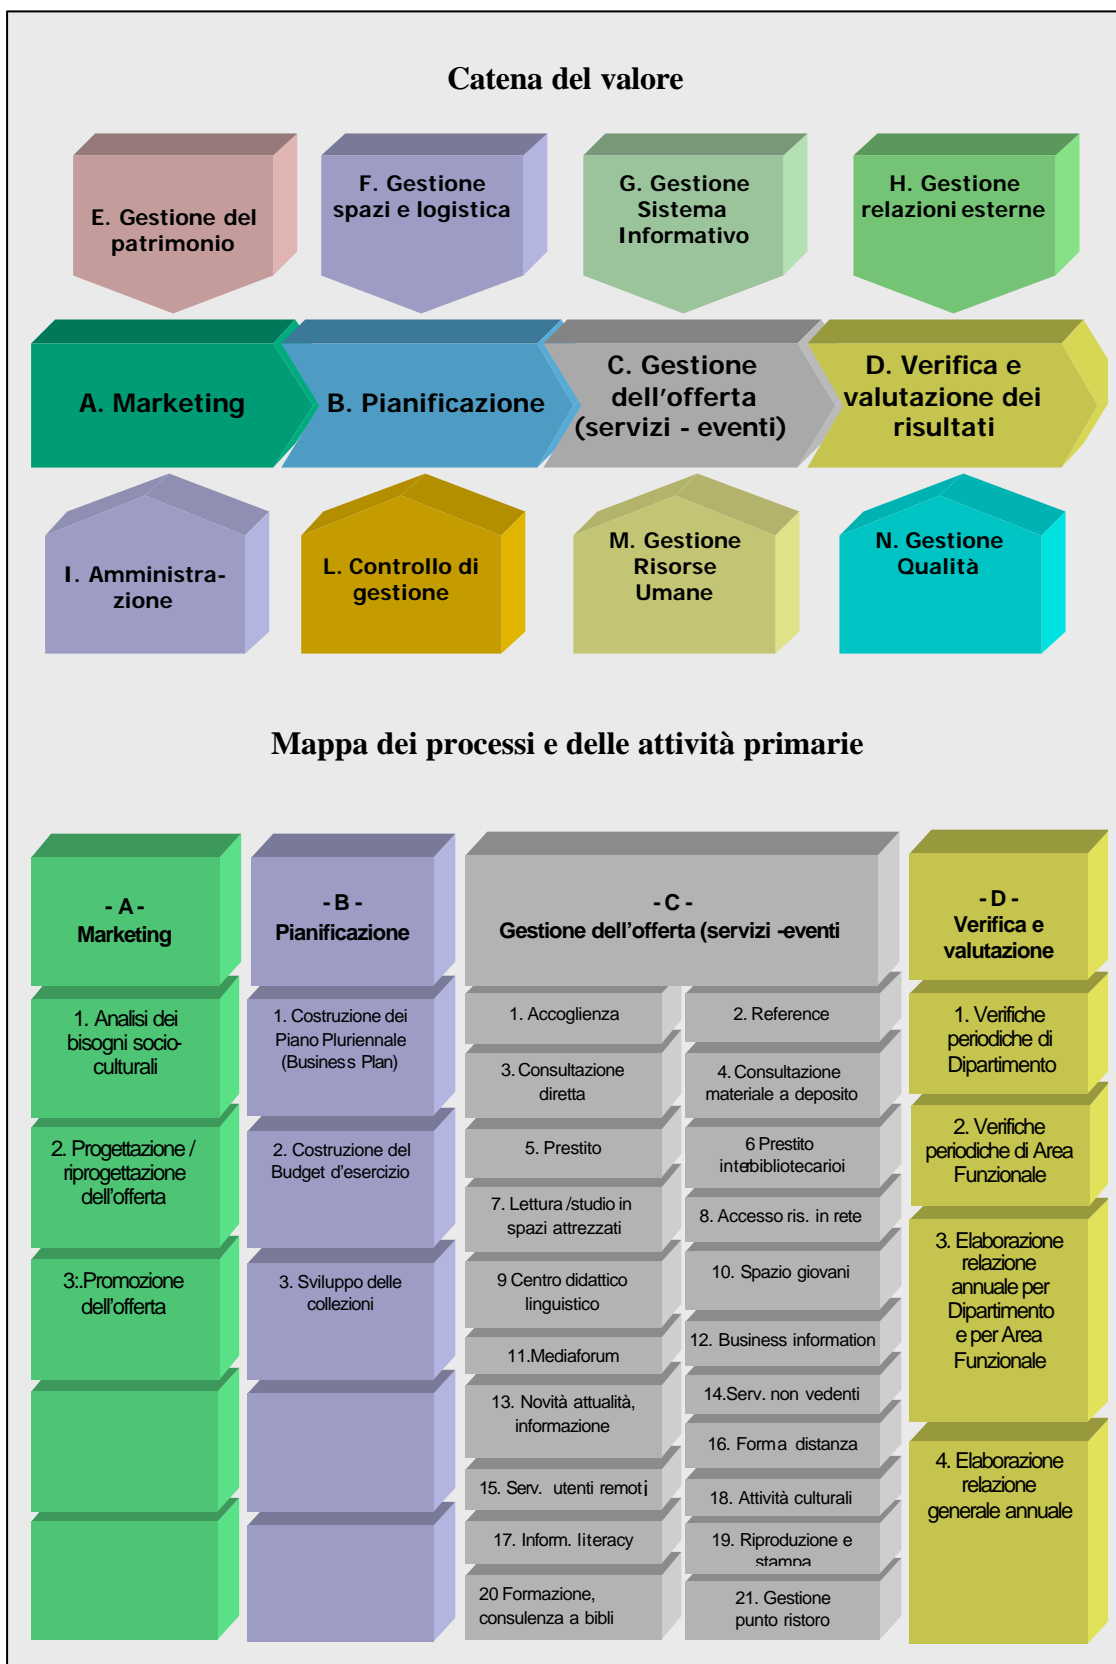 Catena del valore
E. Gestione del
patrimonio
F. Gestione
spazi e logistica
G. Gestione
Sistema
Informativo
H. Gestione
relazioni esterne
A. Marketing
B. Pianificazione
C. Gestione
dell'offerta
(servizi - eventi)
D. Verifica e
valutazione dei
risultati
I. Amministra-
zione
L. Controllo di
gestione
M. Gestione
Risorse
Umane
N. Gestione
Qualità
Mappa dei processi e delle attività primarie
- A -
Marketing
- B -
Pianificazione
- C -
Gestione dell'offerta (servizi -eventi
- D -
Verifica e
valutazione
1. Analisi dei
bisogni socio-
culturali
2. Progettazione /
riprogettazione
dell'offerta
3:.Promozione
dell'offerta
1. Costruzione dei
Piano Pluriennale
(Business Plan)
2. Costruzione del
Budget d'esercizio
3. Sviluppo delle
collezioni
1. Accoglienza
2. Reference
3. Consultazione
diretta
4. Consultazione
materiale a deposito
5. Prestito
6 Prestito
interbibliotecarioi
7. Lettura /studio in
spazi attrezzati
8. Accesso ris. in rete
9 Centro didattico
linguistico
10. Spazio giovani
11.Mediaforum
12. Business information
13. Novità attualità,
informazione
14.Serv. non vedenti
15. Serv. utenti remoti
16. Forma distanza
17. Inform. literacy
18. Attività culturali
19. Riproduzione e
stampa
20 Formazione,
consulenza a bibli
21. Gestione
punto ristoro
1. Verifiche
periodiche di
Dipartimento
2. Verifiche
periodiche di Area
Funzionale
3. Elaborazione
relazione
annuale per
Dipartimento
e per Area
Funzionale
4. Elaborazione
relazione
generale annuale